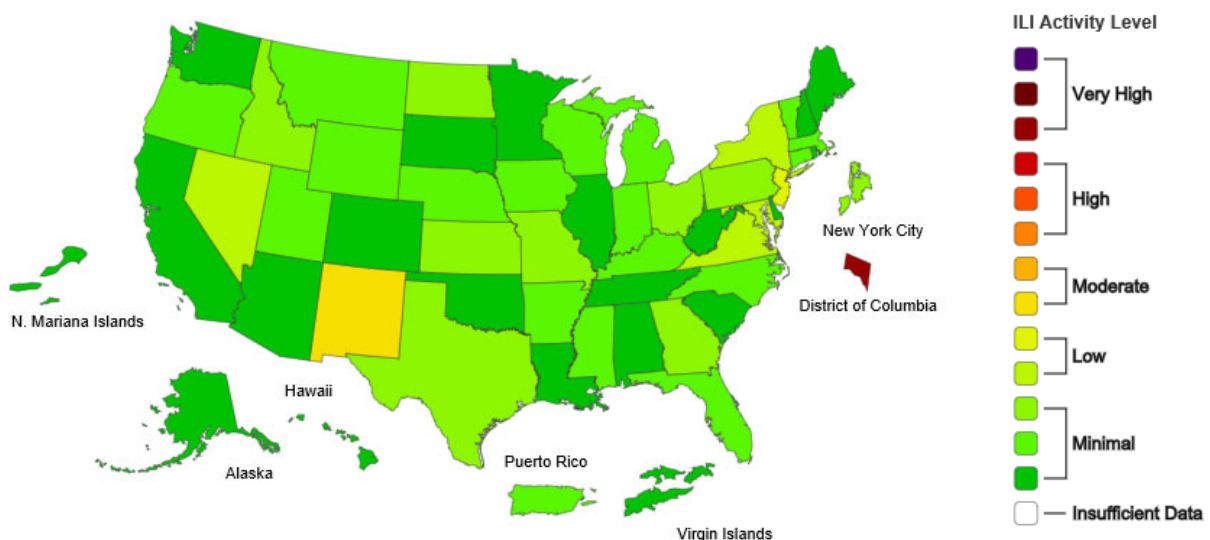 ILI Activity Level
Very High
High
Moderate
Low
Minimal
Insufficient Data
New York City
District of Columbia
N. Mariana Islands
Hawaii
Alaska
Puerto Rico
Virgin Islands